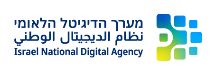 מערך הדיגיטל הלאומי
نظام الديجيتال الوطني
Israel National Digital Agency